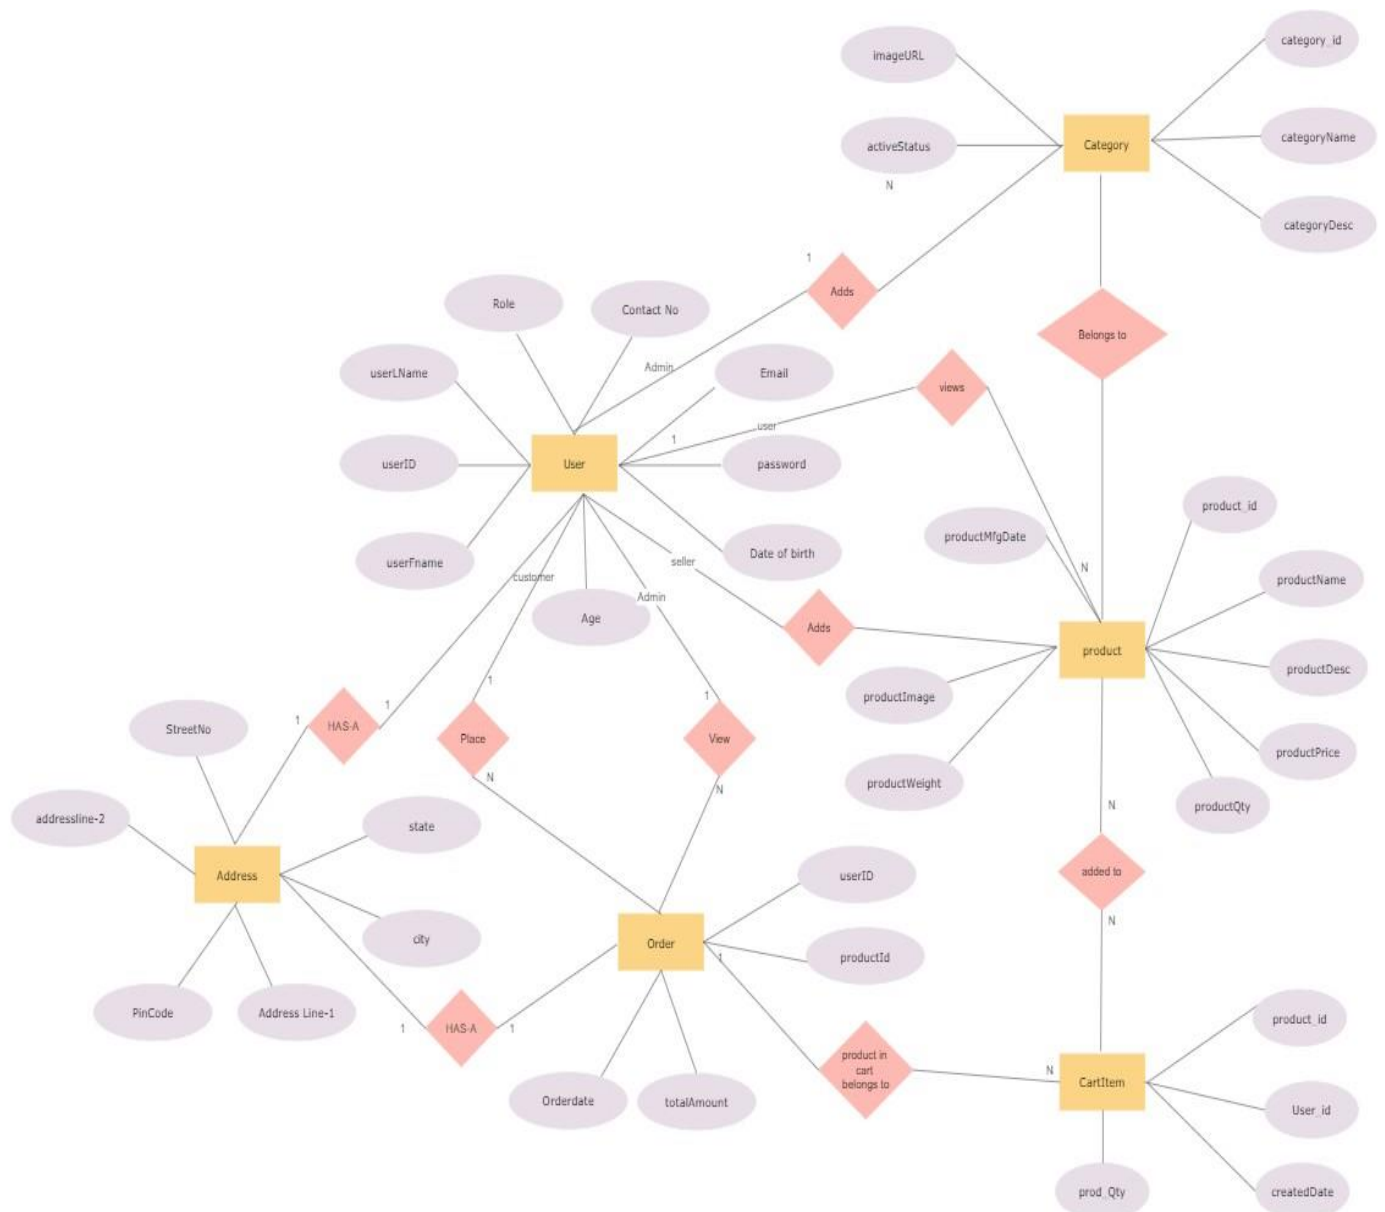 category_id
imageURL
categoryName
Category
activeStatus
N
categoryDesc
1
Adds
Role
Contact No
Belongs to
Admin
userLName
Email
views
user
1
userID
User
password
product_id
productMfgDate
Date of birth
userFname
seller
N
customer
productName
Admin
Age
Adds
product
productDesc
1
productImage
1
1
1
StreetNo
HAS-A
Place
View
productPrice
N
productWeight
N
productQty
N
addressline-2
state
added to
Address
userID
N
city
Order
1
productId
PinCode
Address Line-1
1
HAS-A
1
product_id
product in
cart
belongs to
N
CartItem
Orderdate
totalAmount
User_id
prod_Qty
createdDate